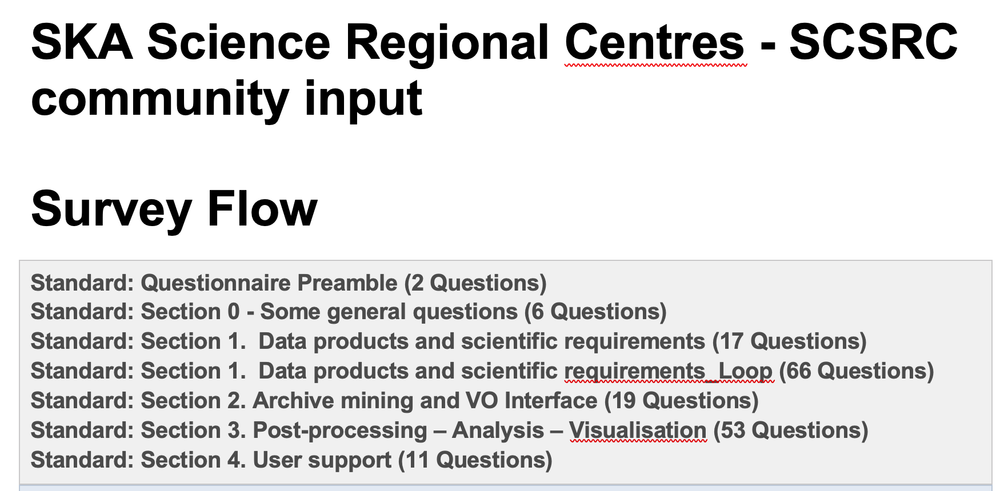 SKA Science Regional Centres - SCSRC
community input
Survey Flow
Standard: Questionnaire Preamble (2 Questions)
Standard: Section 0 - Some general questions (6 Questions)
Standard: Section 1.  Data products and scientific requirements (17 Questions)
Standard: Section 1.  Data products and scientific requirements_Loop (66 Questions)
Standard: Section 2. Archive mining and VO Interface (19 Questions)
Standard: Section 3. Post-processing – Analysis – Visualisation (53 Questions)
Standard: Section 4. User support (11 Questions)